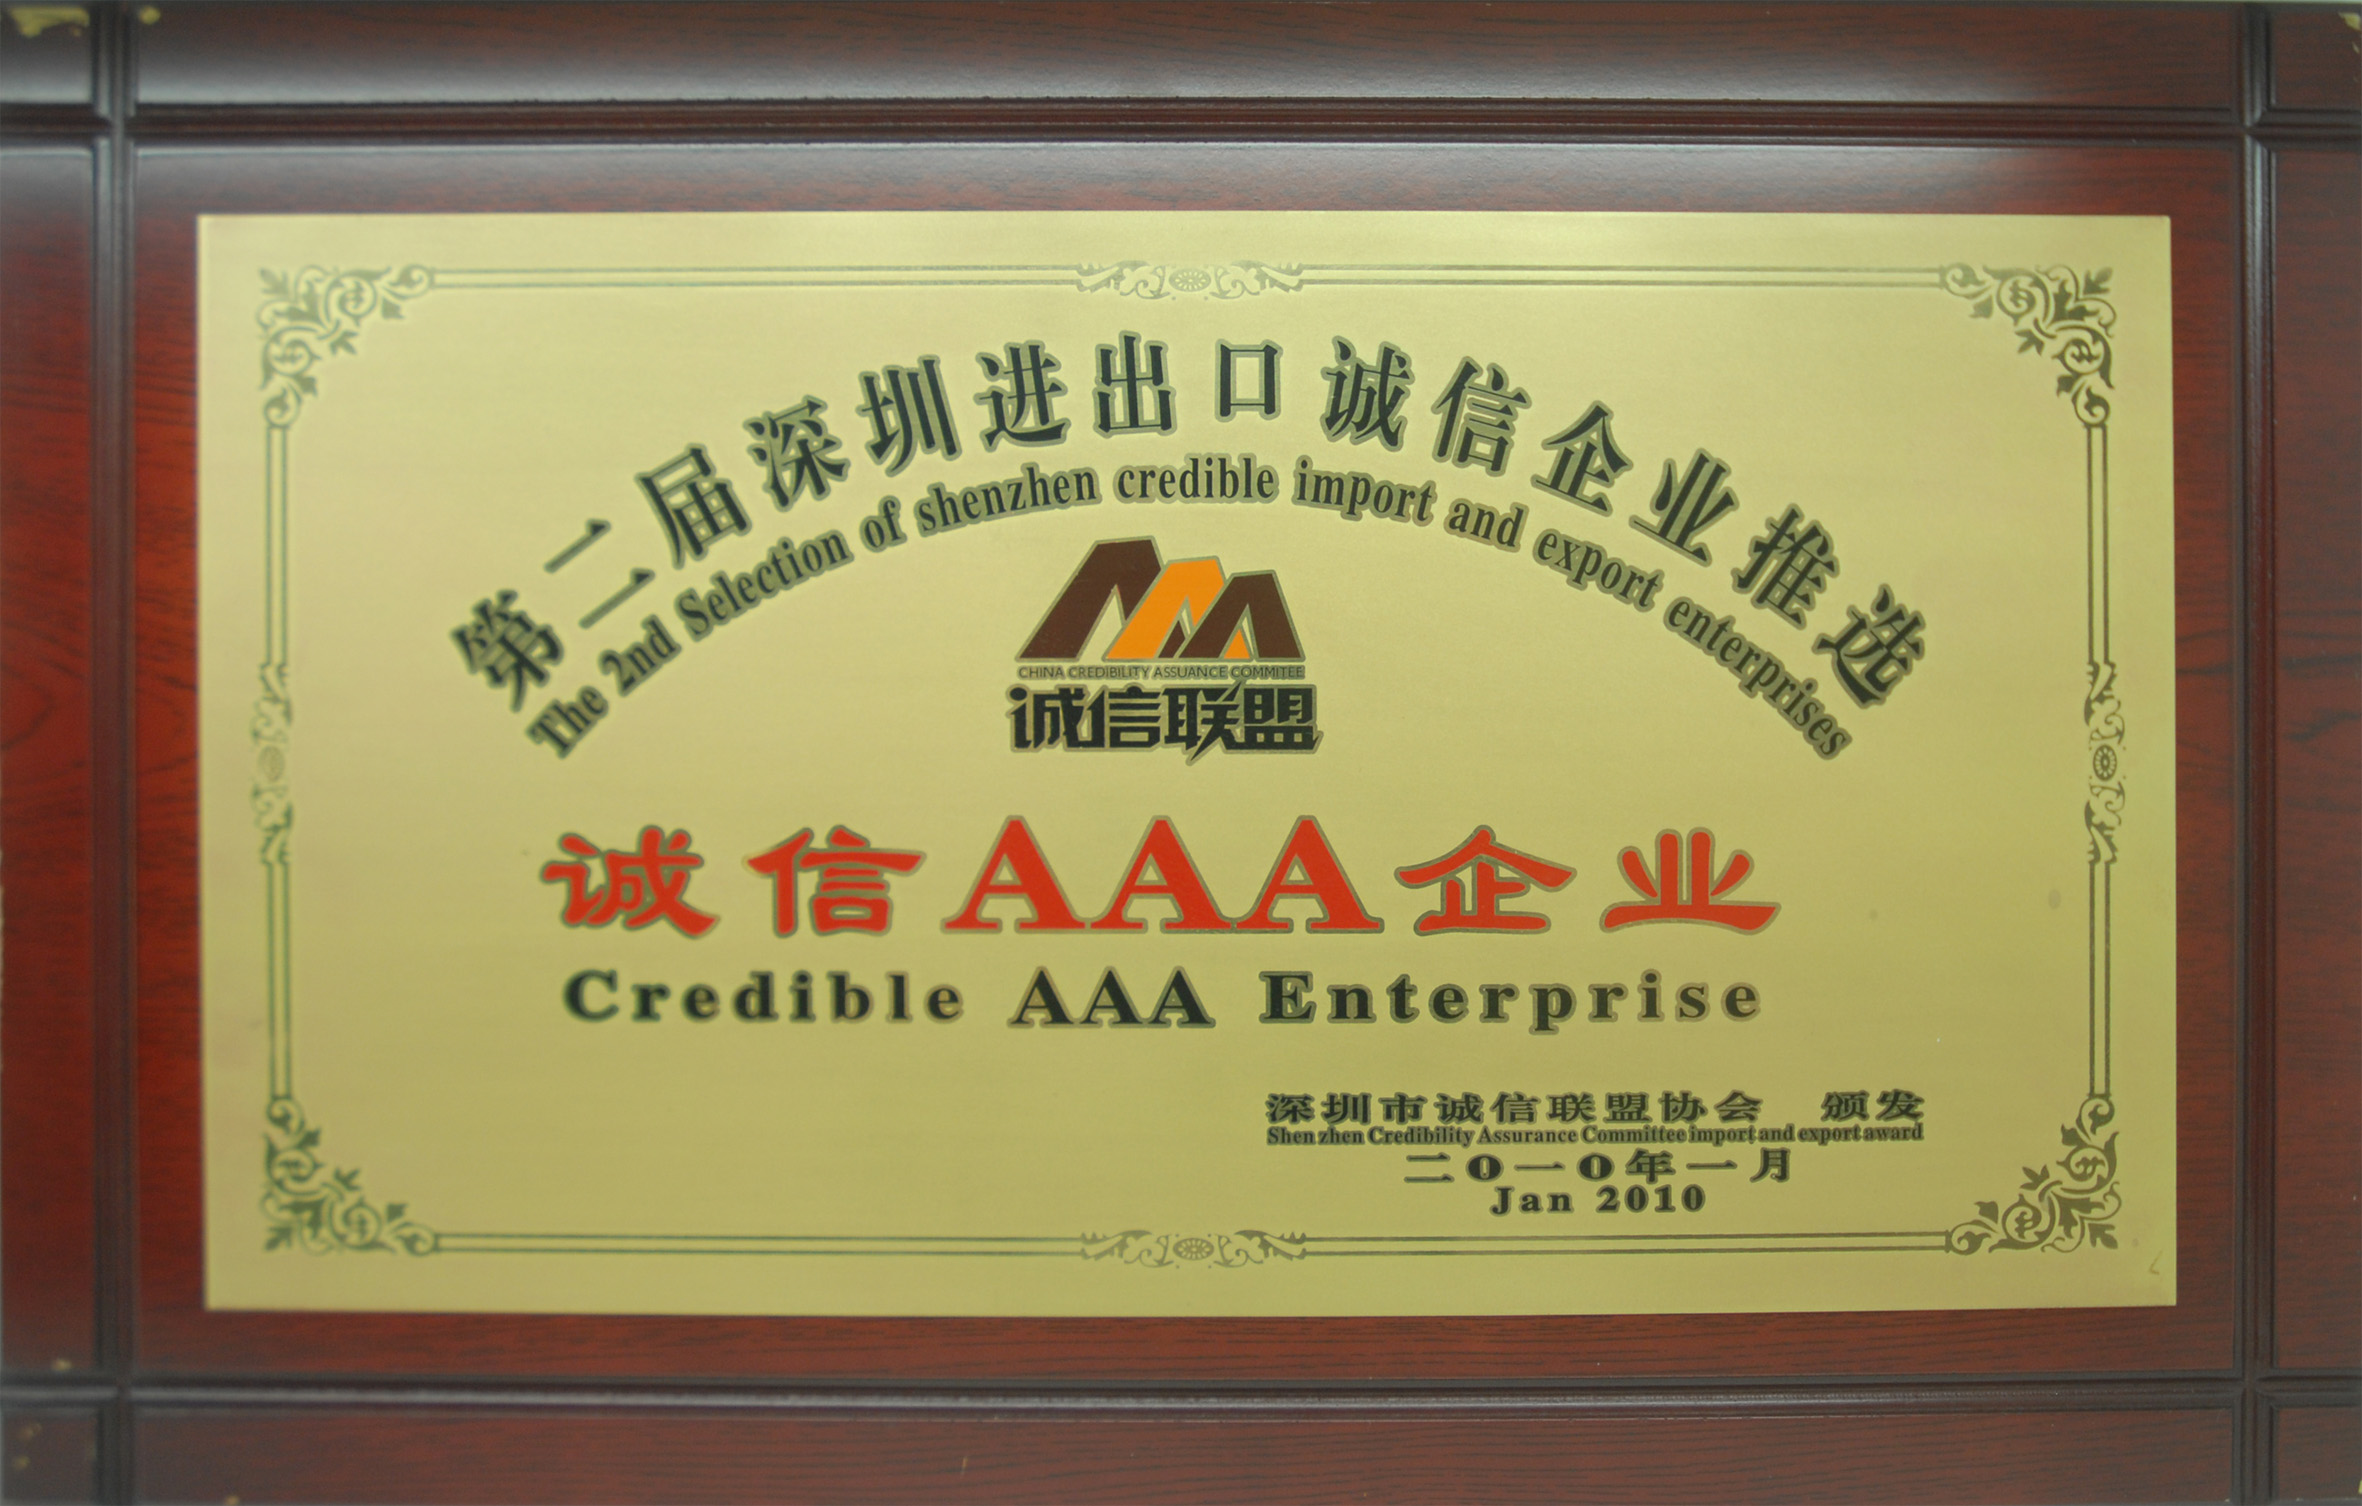 第二届深圳进出口诚信企业推选
The 2nd Selection of shenzhen credible import and export enterprises
CHINA CREDIBILITY ASSUANCE COMMITEE
诚信联盟
诚信AAA企业
Credible AAA Enterprise
深圳市诚信联盟协会 颁发
Shen zhen Credibility Assurance Committee import and export award
二0一0年一月
Jan 2010